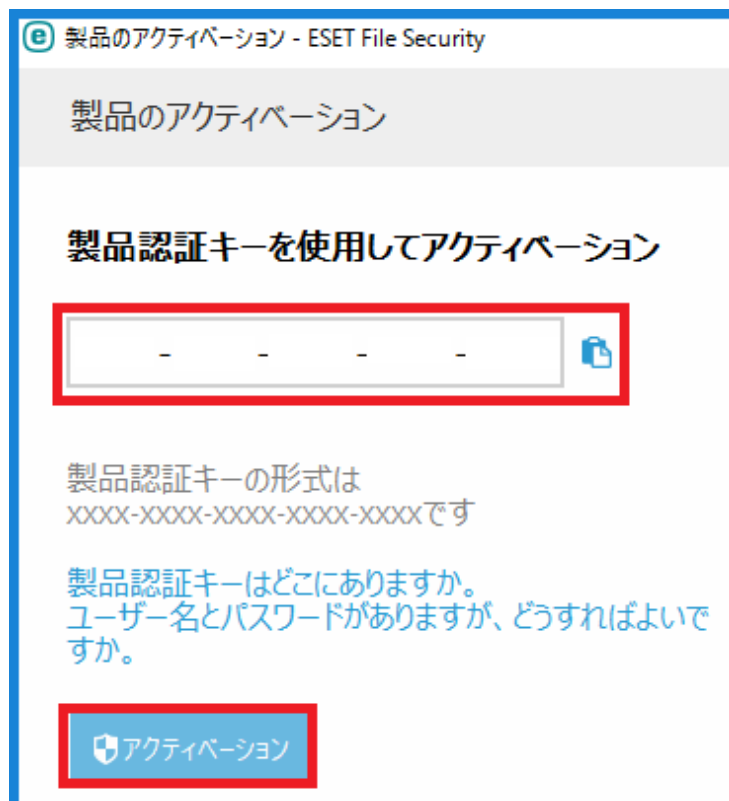 製品のアクティベーション - ESET File Security
製品のアクティベーション
製品認証キーを使用してアクティベーション
- - - -
製品認証キーの形式は
XXXX-XXXX-XXXX-XXXX-XXXXです
製品認証キーはどこにありますか。
ユーザー名とパスワードがありますが、どうすればよいで
すか。
アクティベーション